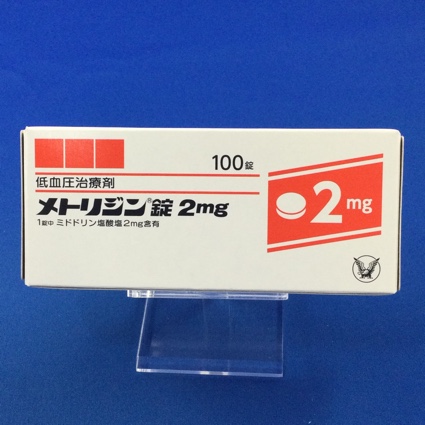 100錠
低血圧治療剤
メトリジン®錠 2mg
1錠中 ミドドリン塩酸塩2mg含有
2mg